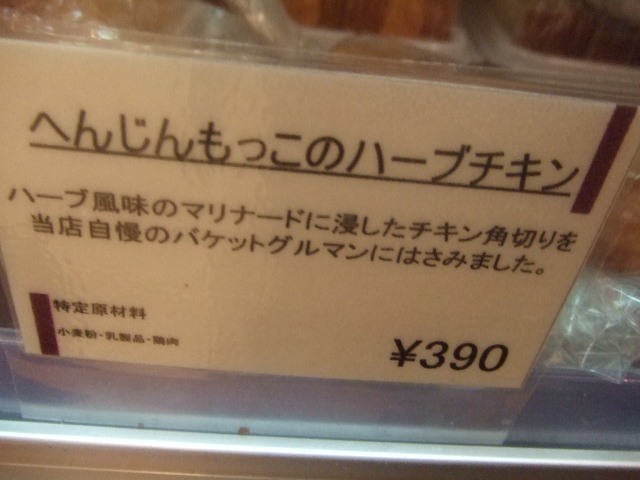 へんじんもっこのハーブチキン
ハーブ風味のマリナードに浸したチキン角切りを
当店自慢のバケットグルマンにはさみました。
特定原材料
小麦粉・乳製品・鶏肉
¥390